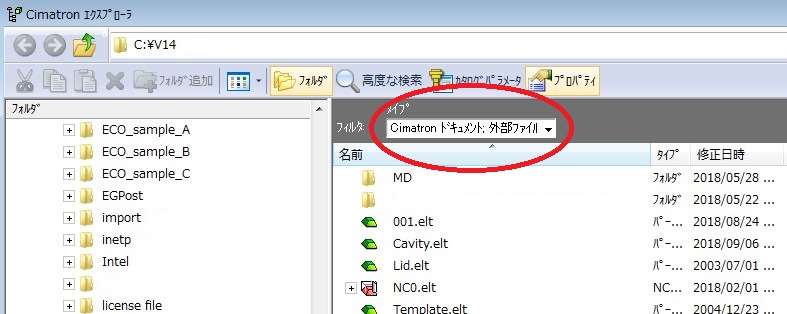 Cimatron ｴｸｽﾌﾟﾛｰﾗ
C:¥V14
ﾌｫﾙﾀﾞ追加
ﾌｫﾙﾀﾞ
高度な検索
ｶﾀﾛｸﾞﾊﾟﾗﾒｰﾀ
ﾌﾟﾛﾊﾟﾃｨ
ﾌｫﾙﾀﾞ
ECO_sample_A
ECO_sample_B
ECO_sample_C
EGPost
import
inetp
Intel
license file
ﾒｲﾌﾟ
ﾌｨﾙﾀ:
Cimatron ﾄﾞｷｭﾒﾝﾄ; 外部ﾌｧｲﾙ
名前 ﾀｲﾌﾟ 修正日時
MD ﾌｫﾙﾀﾞ 2018/05/28 ...
ﾌｫﾙﾀﾞ 2018/05/22 ...
001.elt ﾊﾟｰ... 2018/08/24 ...
Cavity.elt ﾊﾟｰ... 2018/09/06 ...
Lid.elt ﾊﾟｰ... 2003/07/01 ...
NC0.elt NC... 2018/02/01 ...
Template.elt ﾊﾟｰ... 2004/12/23 ...